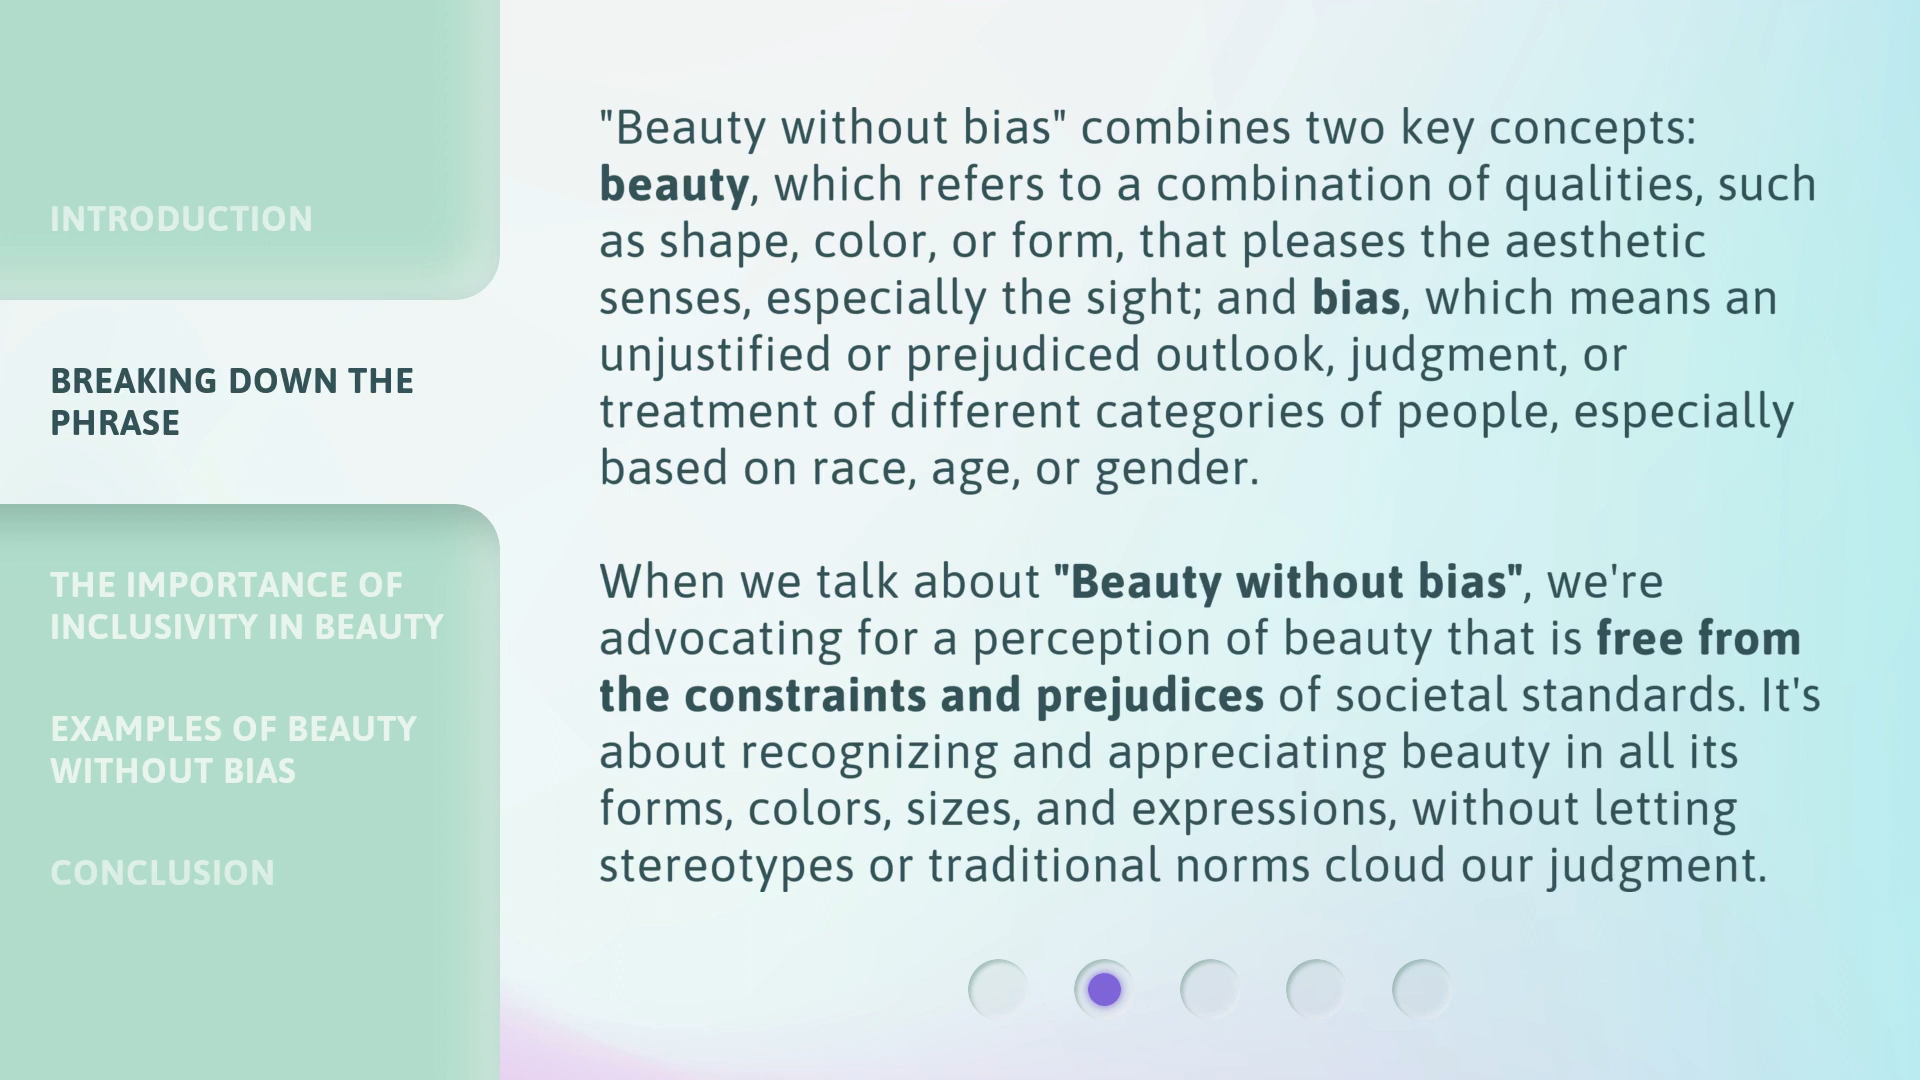 INTRODUCTION
BREAKING DOWN THE
PHRASE
THE IMPORTANCE OF
INCLUSIVITY IN BEAUTY
EXAMPLES OF BEAUTY
WITHOUT BIAS
CONCLUSION
"Beauty without bias" combines two key concepts:
beauty, which refers to a combination of qualities, such
as shape, color, or form, that pleases the aesthetic
senses, especially the sight; and bias, which means an
unjustified or prejudiced outlook, judgment, or
treatment of different categories of people, especially
based on race, age, or gender.
When we talk about "Beauty without bias", we're
advocating for a perception of beauty that is free from
the constraints and prejudices of societal standards. It's
about recognizing and appreciating beauty in all its
forms, colors, sizes, and expressions, without letting
stereotypes or traditional norms cloud our judgment.